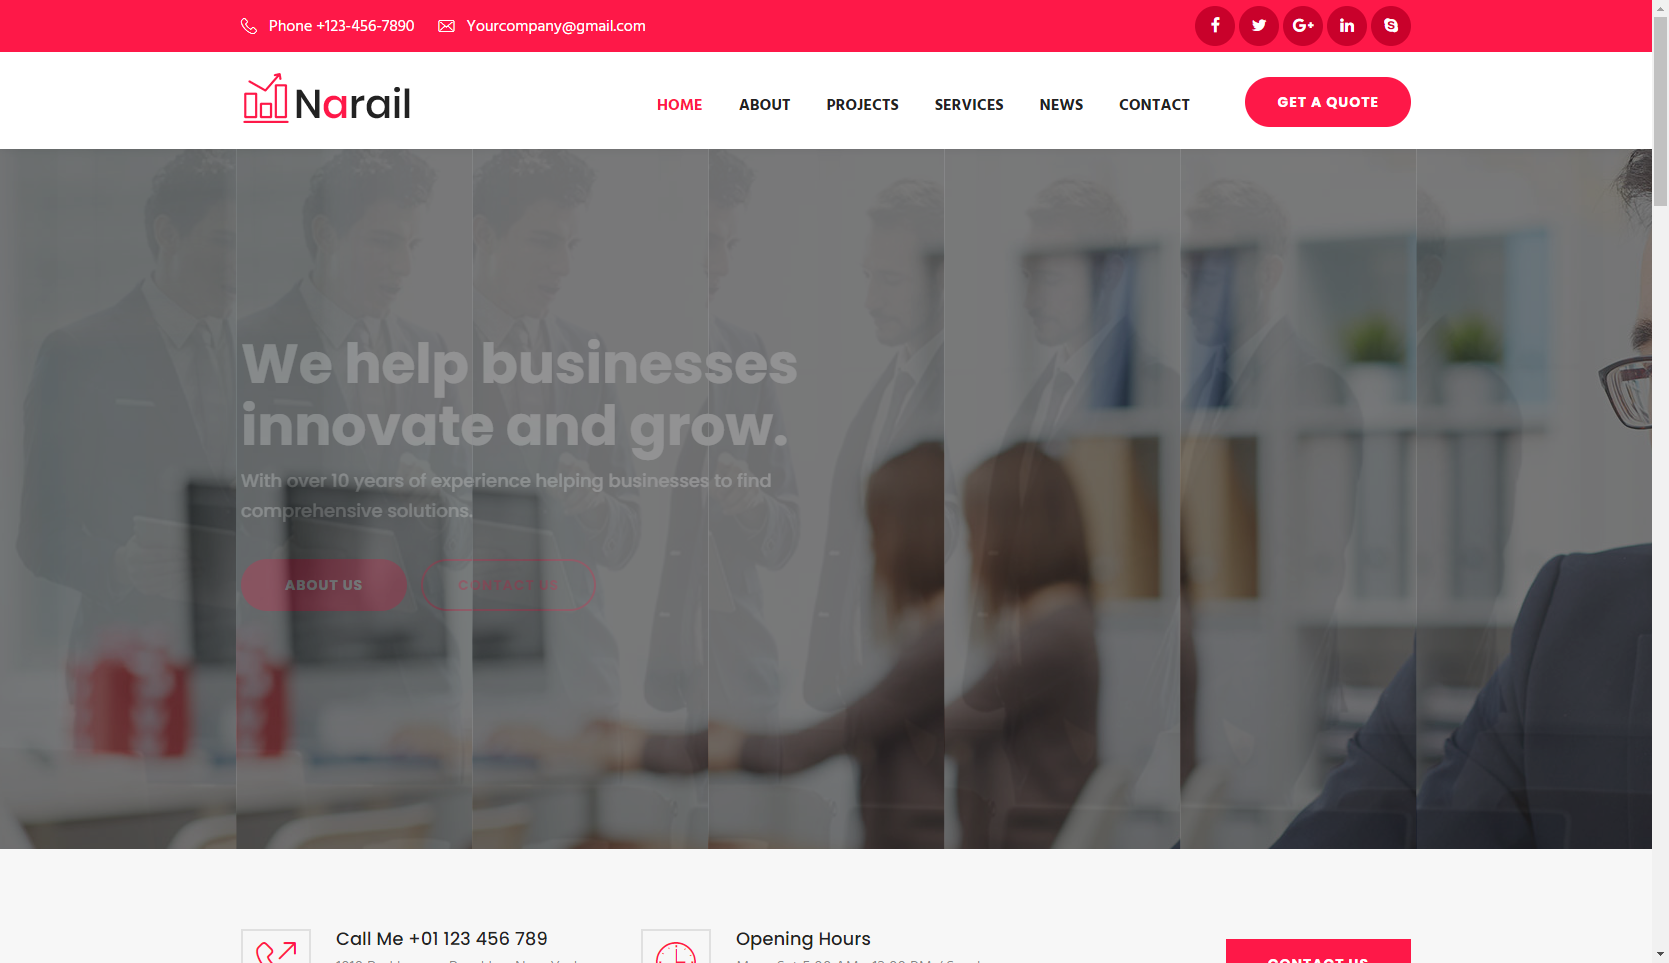 Phone +123-456-7890 Yourcompany@gmail.com
Narail
HOME ABOUT PROJECTS SERVICES NEWS CONTACT GET A QUOTE
We help businesses
innovate and grow.
With over 10 years of experience helping businesses to find
comprehensive solutions.
ABOUT US CONTACT US
Call Me +01 123 456 789 Opening Hours
CONTACT US